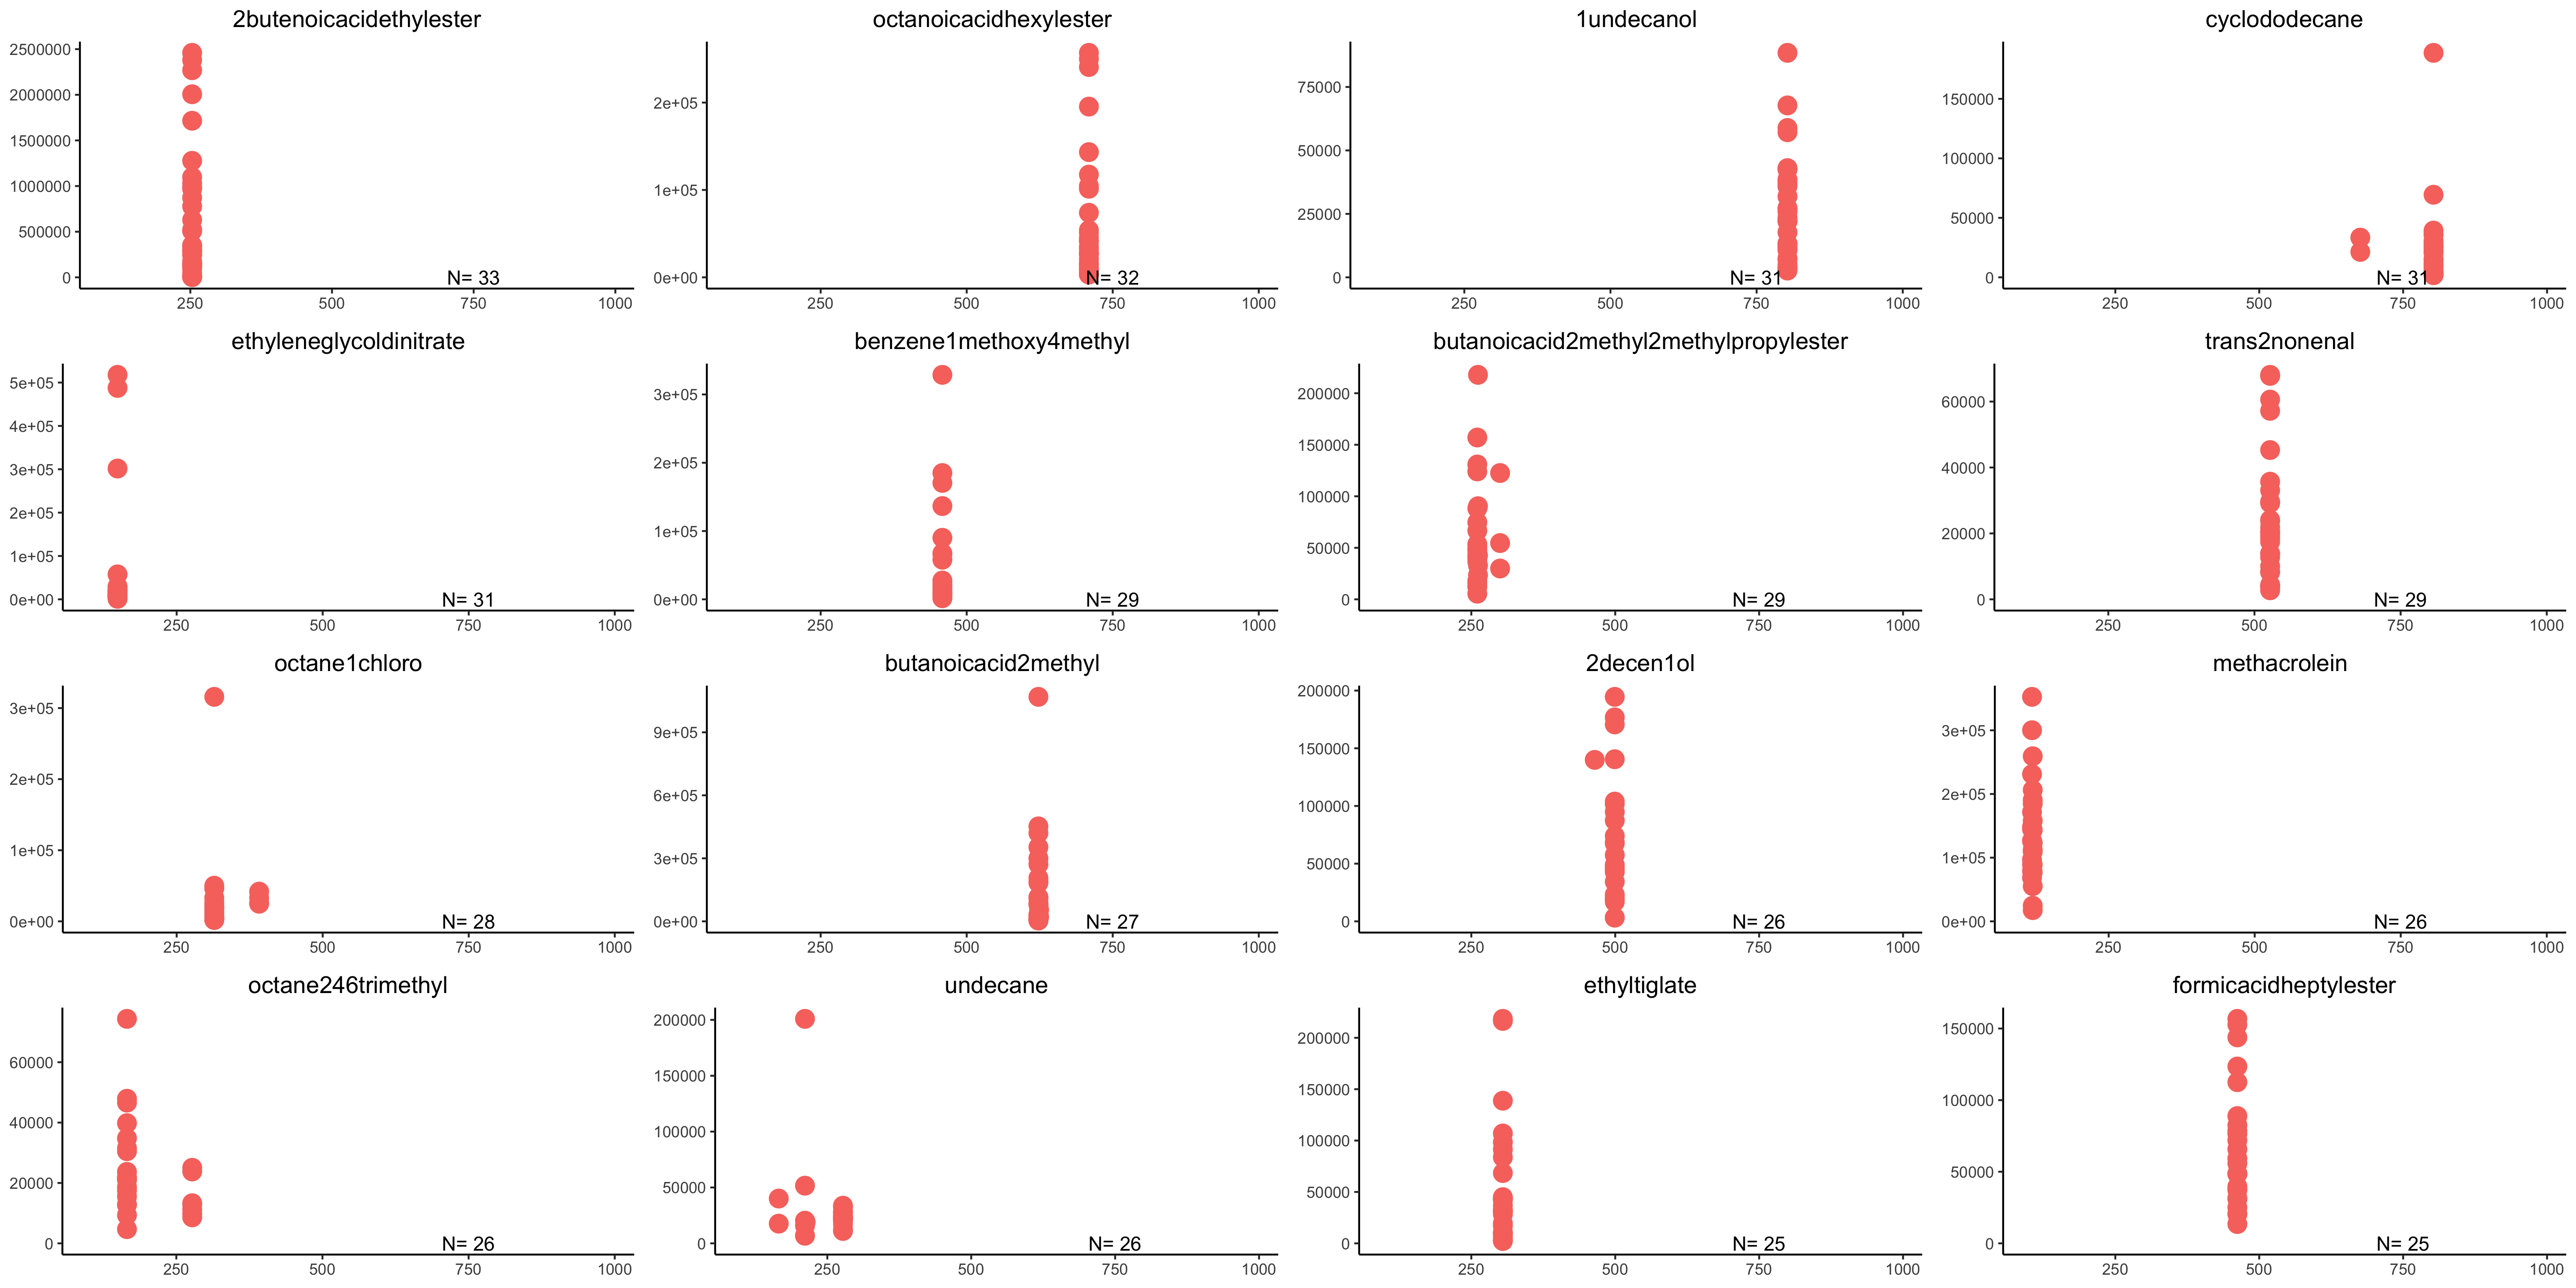 2butenoicacidethylester
octanoicacidhexylester
1undecanol
cyclododecane
2500000
2000000
1500000
1000000
500000
0
N= 33
250 500 750 1000
2e+05
1e+05
0e+00
N= 32
250 500 750 1000
75000
50000
25000
0
N= 31
250 500 750 1000
150000
100000
50000
0
N= 31
250 500 750 1000
ethyleneglycoldinitrate
benzene1methoxy4methyl
butanoicacid2methyl2methylpropylester
trans2nonenal
5e+05
4e+05
3e+05
2e+05
1e+05
0e+00
N= 31
250 500 750 1000
3e+05
2e+05
1e+05
0e+00
N= 29
250 500 750 1000
200000
150000
100000
50000
0
N= 29
250 500 750 1000
60000
40000
20000
0
N= 29
250 500 750 1000
octane1chloro
butanoicacid2methyl
2decen1ol
methacrolein
3e+05
2e+05
1e+05
0e+00
N= 28
250 500 750 1000
9e+05
6e+05
3e+05
0e+00
N= 27
250 500 750 1000
200000
150000
100000
50000
0
N= 26
250 500 750 1000
3e+05
2e+05
1e+05
0e+00
N= 26
250 500 750 1000
octane246trimethyl
undecane
ethyltiglate
formicacidheptylester
60000
40000
20000
0
N= 26
250 500 750 1000
200000
150000
100000
50000
0
N= 26
250 500 750 1000
200000
150000
100000
50000
0
N= 25
250 500 750 1000
150000
100000
50000
0
N= 25
250 500 750 1000